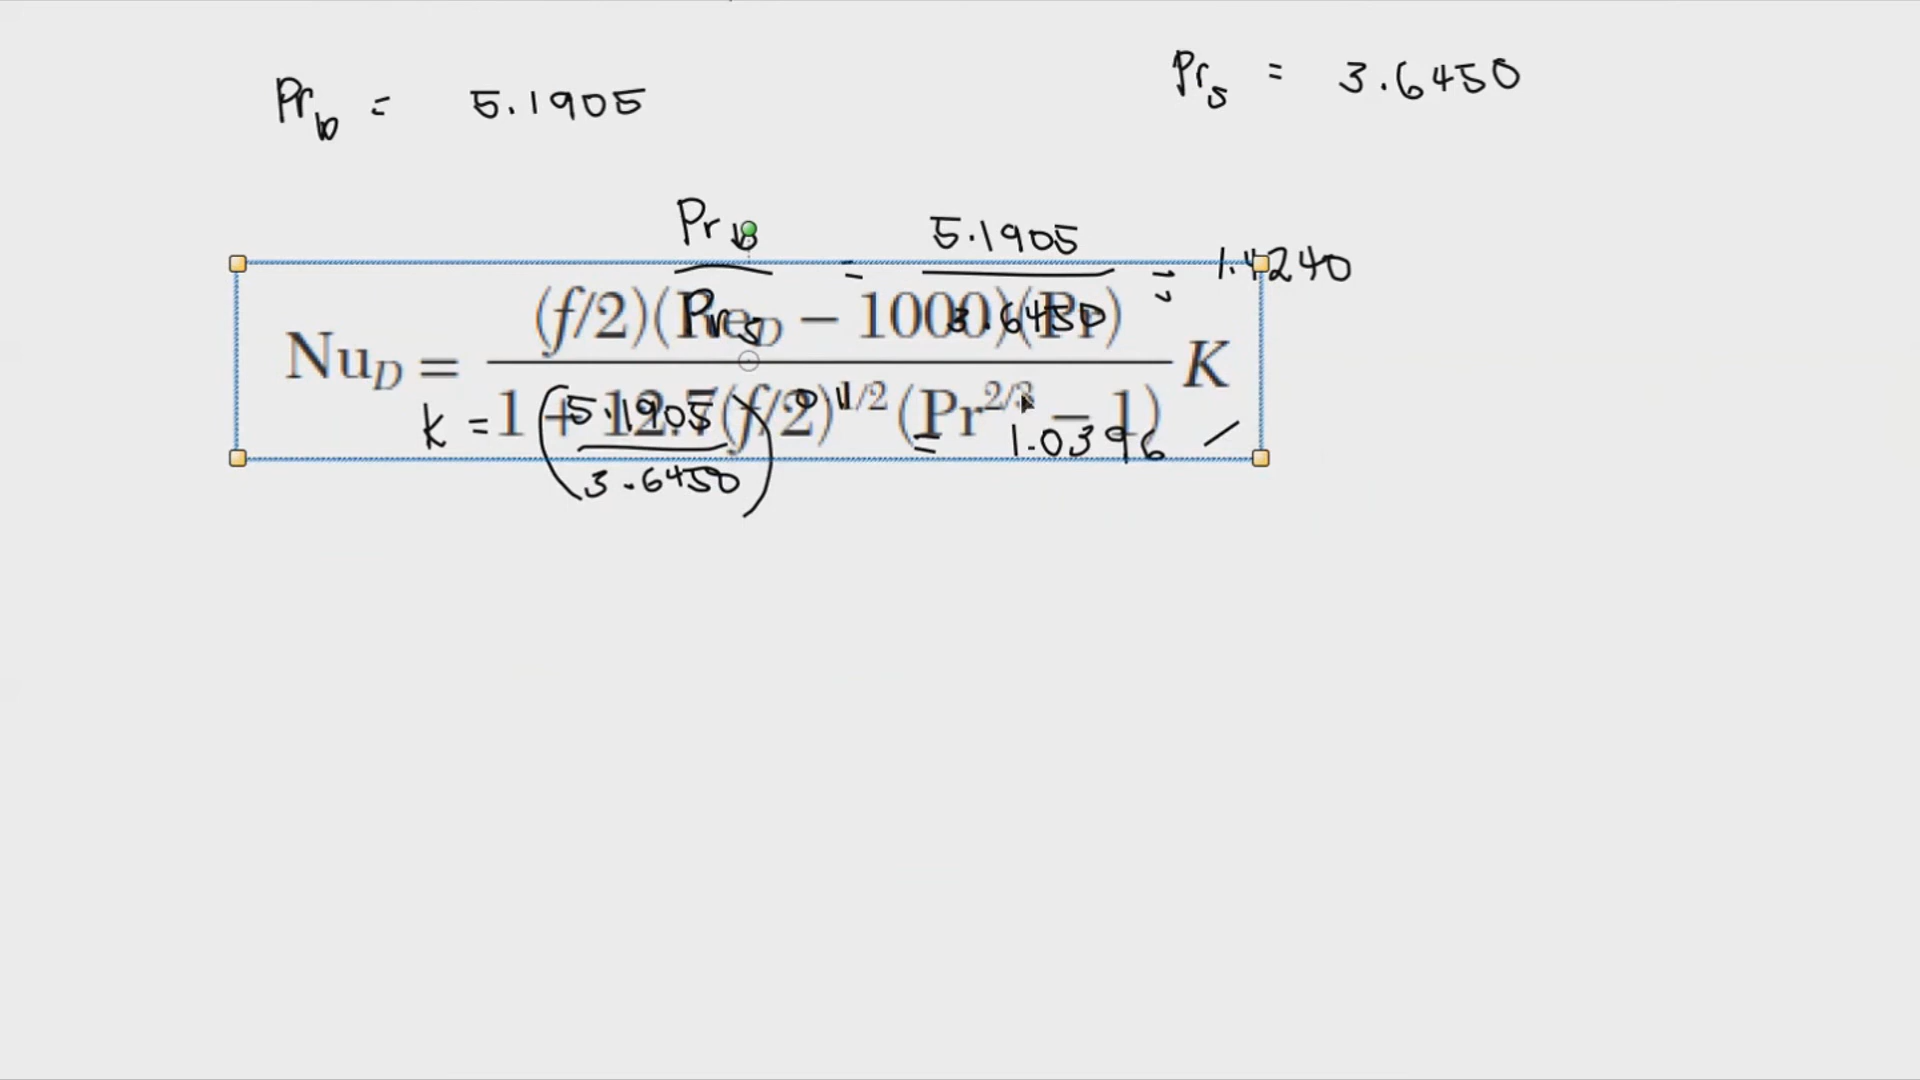 Pr_b = 5.1905
Pr_s = 3.6450
Pr_b / Pr_s = 5.1905 / 3.6450 = 1.4240
Nu_D = (f/2)(Re_D − 1000)(Pr) / 1 + 12.7(f/2)^1/2 (Pr^2/3 − 1) K
K = (5.1905 / 3.6450)^0.11 = 1.0396